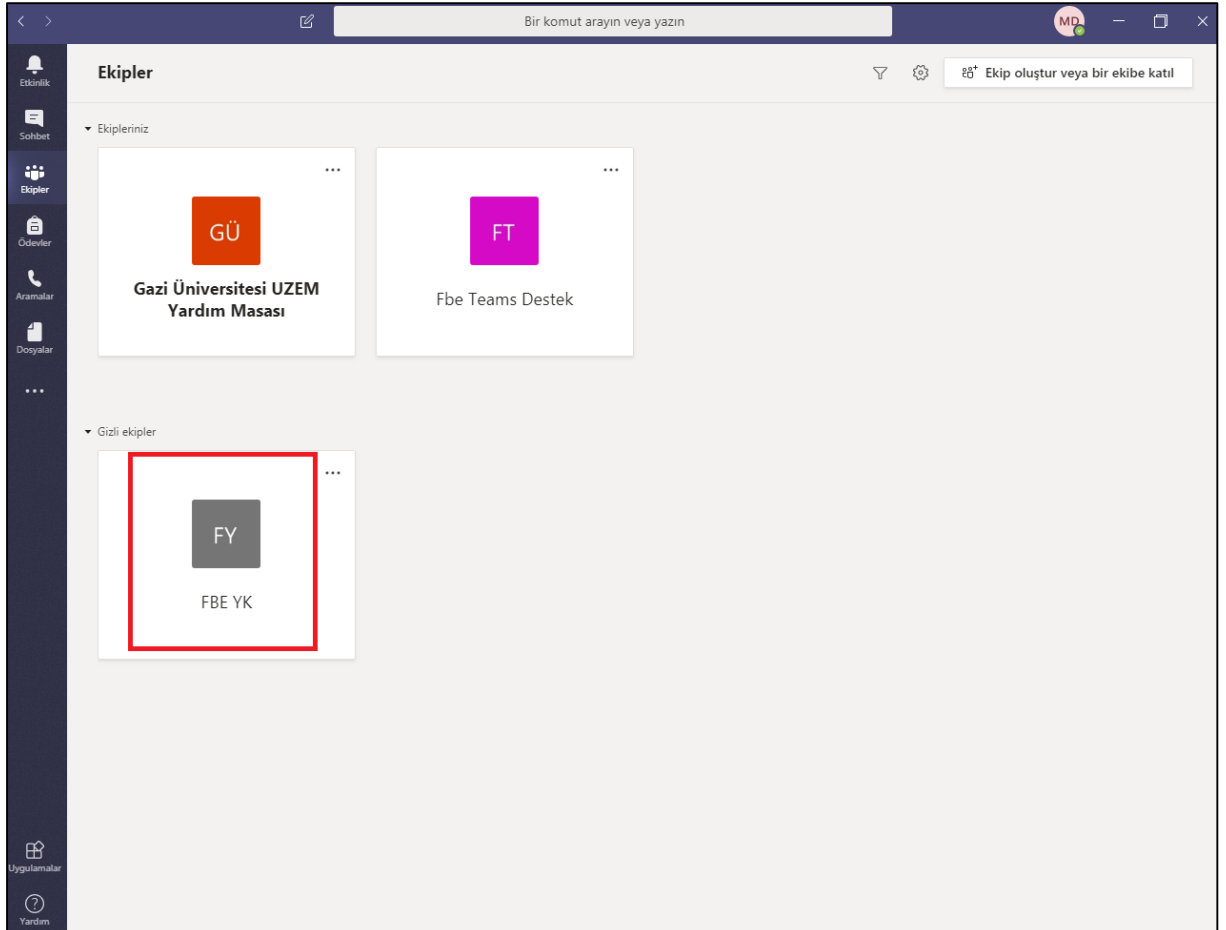 Bir komut arayın veya yazın
MD
Etkinlik
Sohbet
Ekipler
Ödevler
Aramalar
Dosyalar
Uygulamalar
Yardım
Ekipler
Ekip oluştur veya bir ekibe katıl
Ekipleriniz
GÜ
Gazi Üniversitesi UZEM
Yardım Masası
FT
Fbe Teams Destek
Gizli ekipler
FY
FBE YK